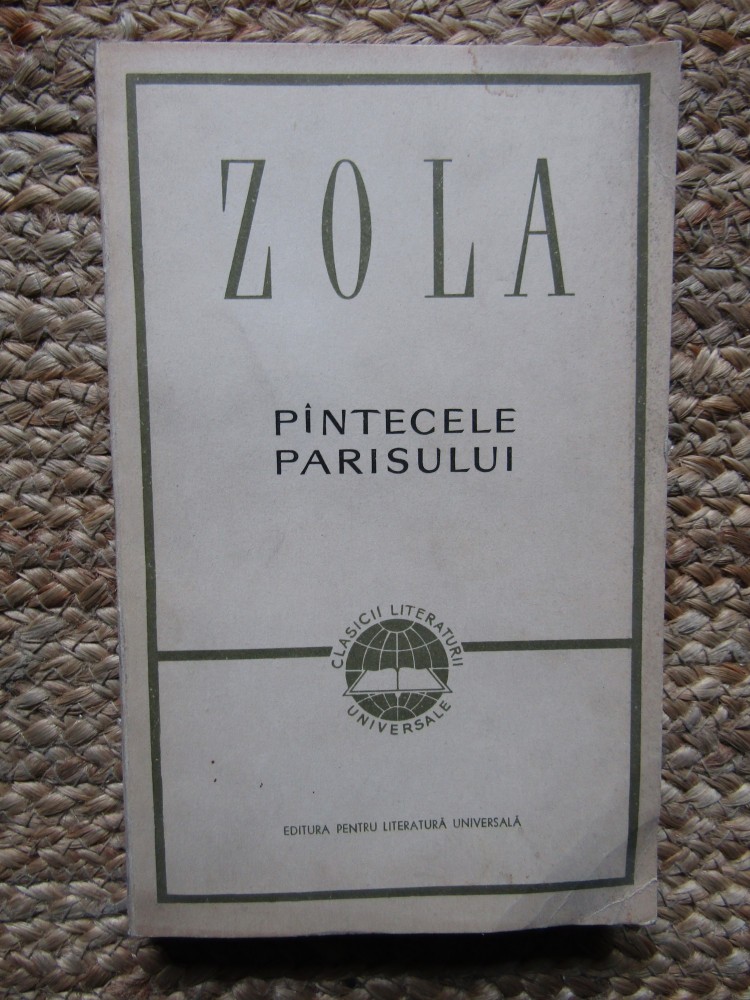 ZOLA
PÎNTECELE
PARISULUI
CLASICII LITERATURII
UNIVERSALE
EDITURA PENTRU LITERATURĂ UNIVERSALĂ